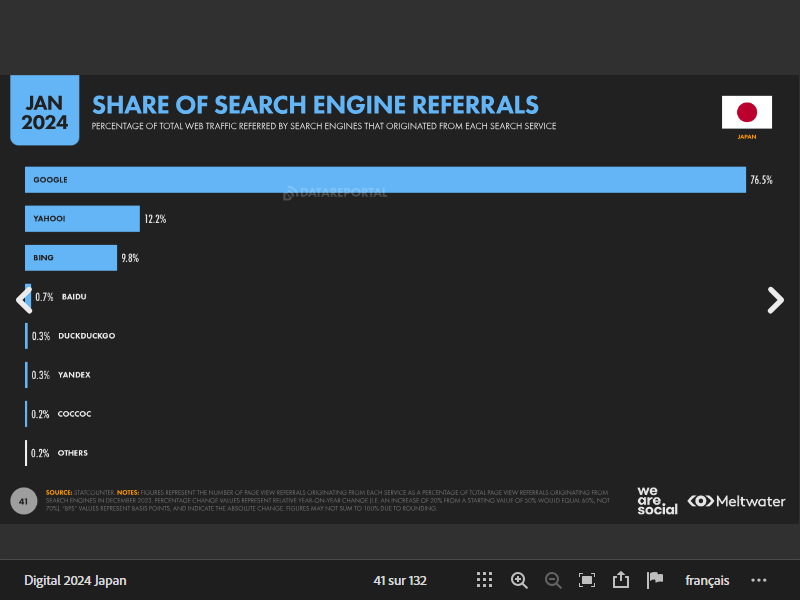 JAN
2024
SHARE OF SEARCH ENGINE REFERRALS
PERCENTAGE OF TOTAL WEB TRAFFIC REFERRED BY SEARCH ENGINES THAT ORIGINATED FROM EACH SEARCH SERVICE
JAPAN
GOOGLE 76.5%
DATAREPORTAL
YAHOO! 12.2%
BING 9.8%
0.7% BAIDU
0.3% DUCKDUCKGO
0.3% YANDEX
0.2% COCCOC
0.2% OTHERS
41
SOURCE: STATCOUNTER. NOTES: FIGURES REPRESENT THE NUMBER OF PAGE VIEW REFERRALS ORIGINATING FROM EACH SERVICE AS A PERCENTAGE OF TOTAL PAGE VIEW REFERRALS ORIGINATING FROM
SEARCH ENGINES IN DECEMBER 2023. PERCENTAGE CHANGE VALUES REPRESENT RELATIVE YEAR-ON-YEAR CHANGE (I.E. AN INCREASE OF 20% FROM A STARTING VALUE OF 50% WOULD EQUAL 60%, NOT
70%). "BPS" VALUES REPRESENT BASIS POINTS, AND INDICATE THE ABSOLUTE CHANGE. FIGURES MAY NOT SUM TO 100% DUE TO ROUNDING.
we
are.
social
Meltwater
Digital 2024 Japan
41 sur 132
français